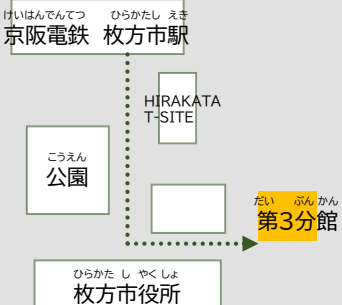 けいはんでんてつ ひらかたし えき
京阪電鉄 枚方市駅
HIRAKATA
T-SITE
こうえん
公園
だい ぶんかん
第3分館
ひらかた し やくしょ
枚方市役所